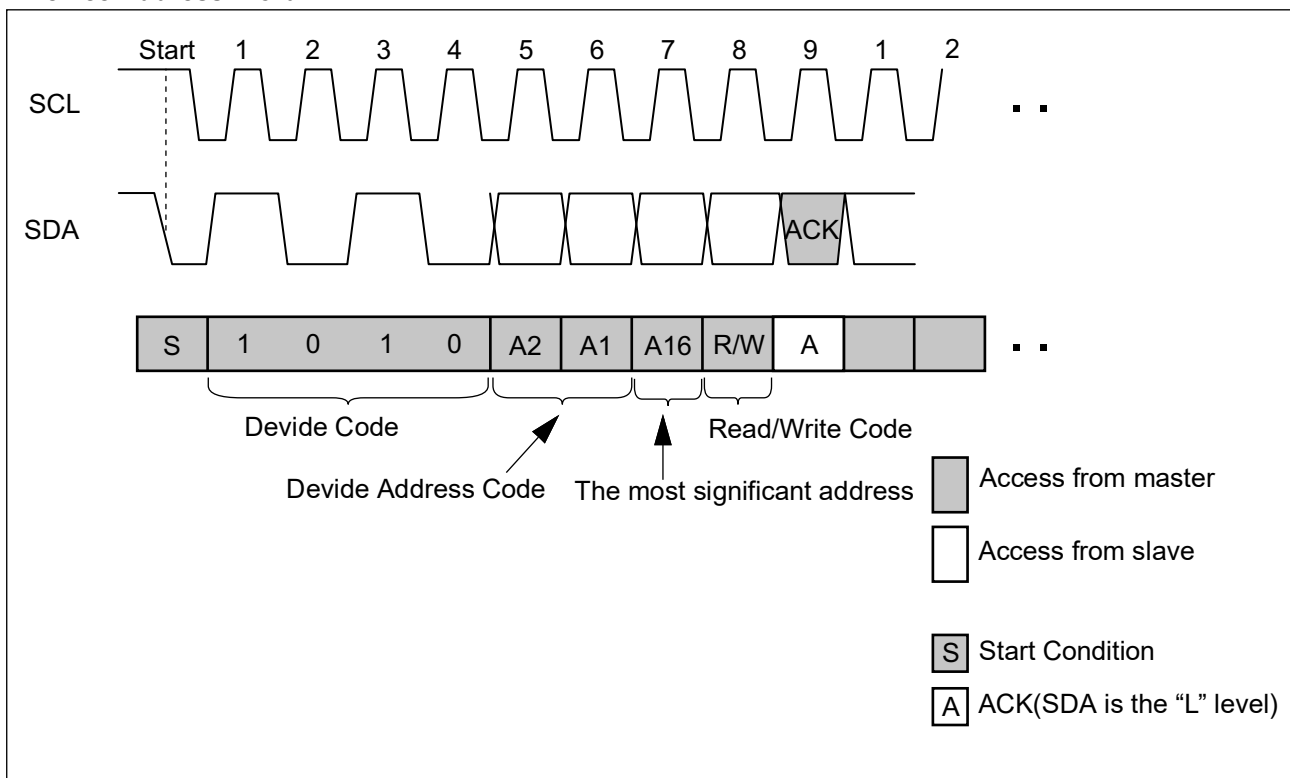 Start 1 2 3 4 5 6 7 8 9 1 2
SCL
SDA
ACK
S 1 0 1 0 A2 A1 A16 R/W A
Devide Code
Read/Write Code
Devide Address Code
The most significant address
Access from master
Access from slave
S Start Condition
A ACK(SDA is the “L” level)